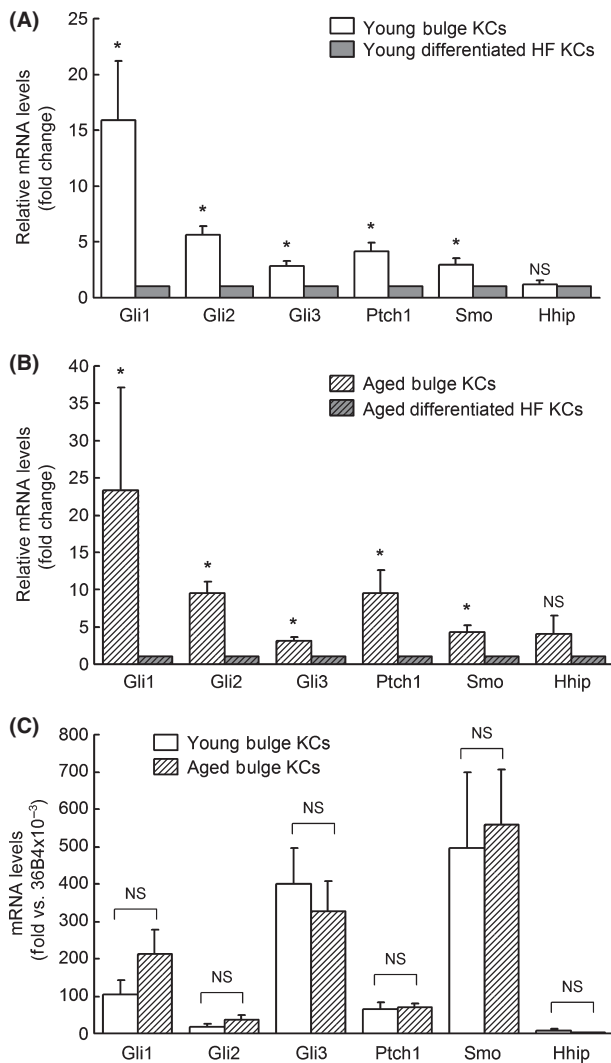 (A)
Relative mRNA levels
(fold change)
25
20
15
10
5
0
Young bulge KCs
Young differentiated HF KCs
*
*
*
*
*
NS
Gli1 Gli2 Gli3 Ptch1 Smo Hhip
(B)
Relative mRNA levels
(fold change)
40
35
30
25
20
15
10
5
0
Aged bulge KCs
Aged differentiated HF KCs
*
*
*
*
*
NS
Gli1 Gli2 Gli3 Ptch1 Smo Hhip
(C)
mRNA levels
(fold vs. 36B4x10⁻³)
800
700
600
500
400
300
200
100
0
Young bulge KCs
Aged bulge KCs
NS
NS
NS
NS
NS
NS
Gli1 Gli2 Gli3 Ptch1 Smo Hhip